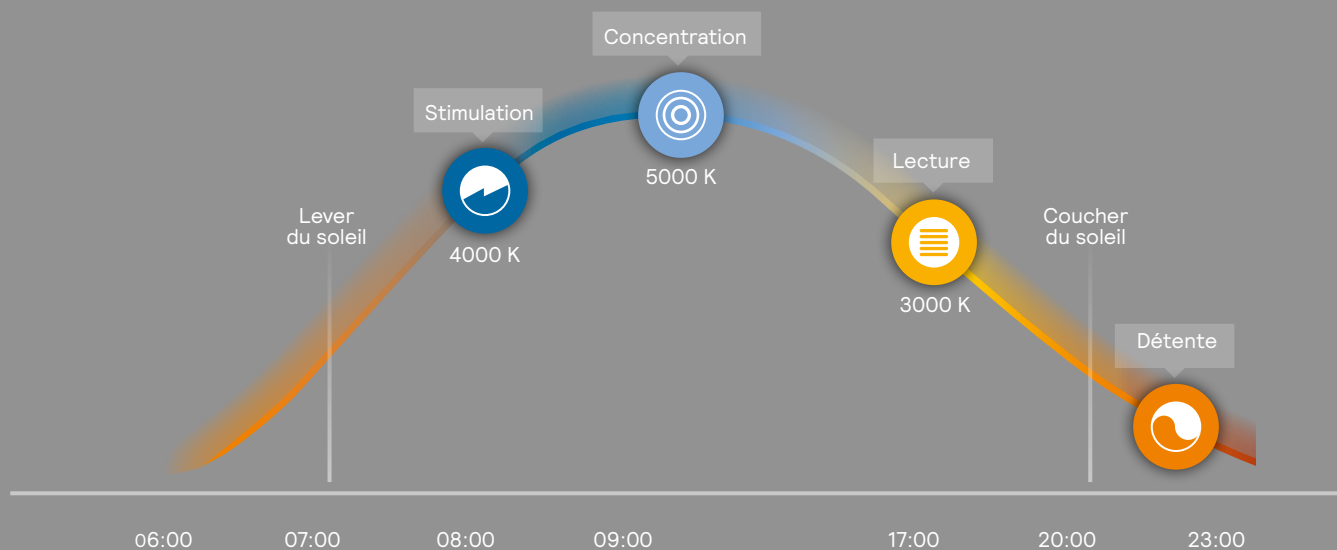 Concentration
Stimulation
5000 K
Lecture
Lever
du soleil
4000 K
Coucher
du soleil
3000 K
Détente
06:00 07:00 08:00 09:00 17:00 20:00 23:00